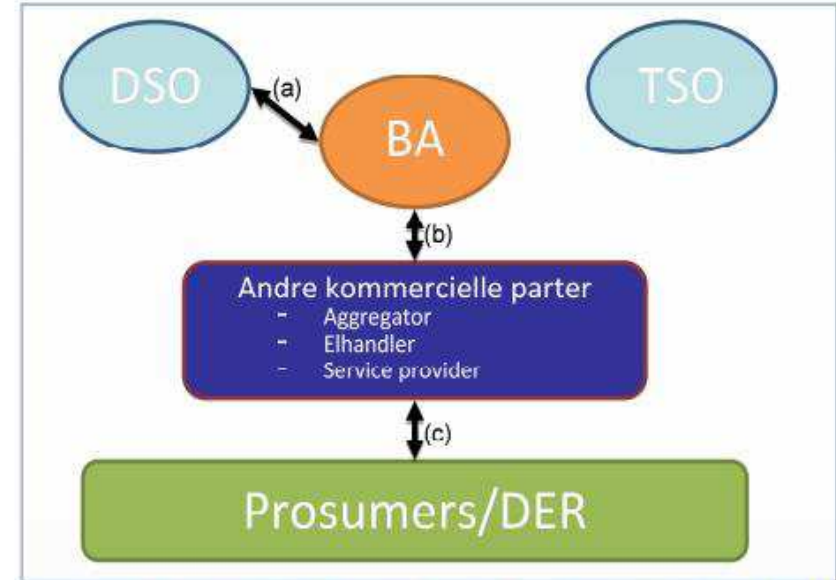 DSO
(a)
TSO
BA
(b)
Andre kommercielle parter
- Aggregator
- Elhandler
- Service provider
(c)
Prosumers/DER